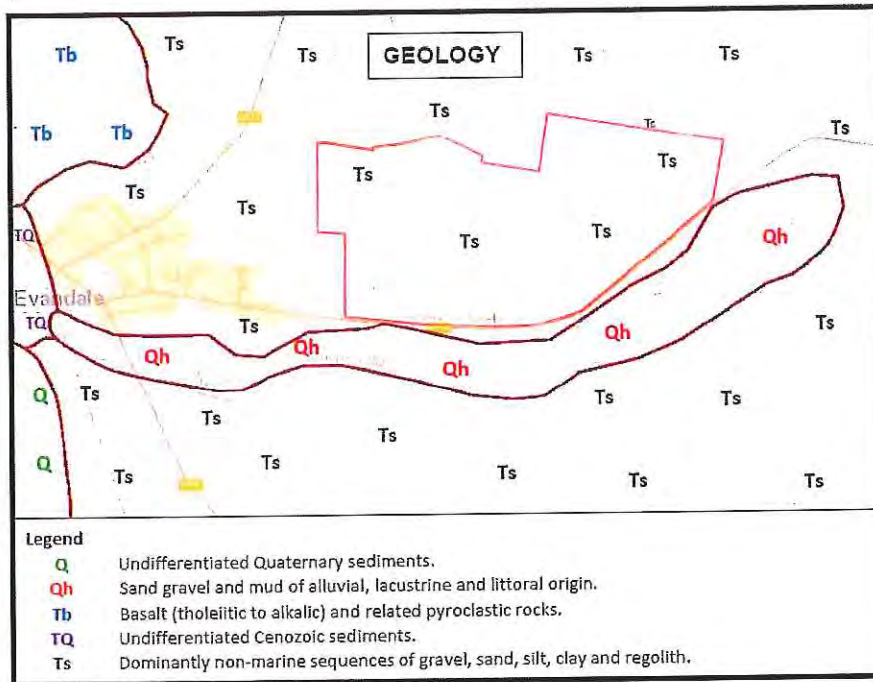 Tb
Ts
Ts
GEOLOGY
Ts
Ts
Ts
Tb
Tb
Ts
Ts
Ts
Ts
Ts
Ts
Ts
TQ
Ts
Qh
Evandale
TQ
Ts
Ts
Qh
Qh
Qh
Qh
Q
Ts
Ts
Ts
Ts
Ts
Q
Ts
Ts
Ts
Ts
Ts
Legend
Q Undifferentiated Quaternary sediments.
Qh Sand gravel and mud of alluvial, lacustrine and littoral origin.
Tb Basalt (tholeiitic to alkalic) and related pyroclastic rocks.
TQ Undifferentiated Cenozoic sediments.
Ts Dominantly non-marine sequences of gravel, sand, silt, clay and regolith.